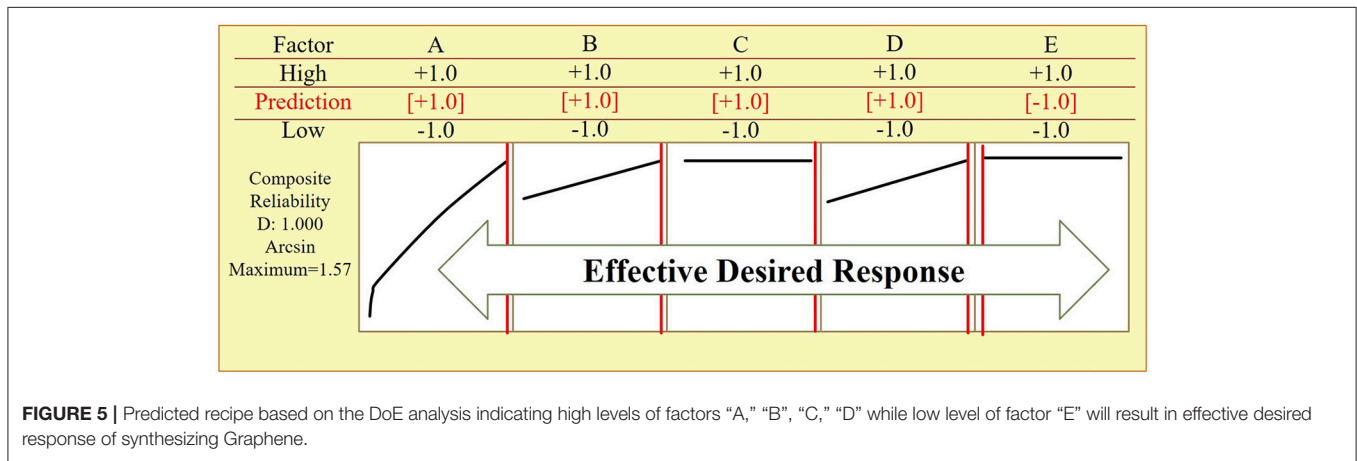 Factor A B C D E
High +1.0 +1.0 +1.0 +1.0 +1.0
Prediction [+1.0] [+1.0] [+1.0] [+1.0] [-1.0]
Low -1.0 -1.0 -1.0 -1.0 -1.0
Composite
Reliability
D: 1.000
Arcsin
Maximum=1.57
Effective Desired Response
FIGURE 5 | Predicted recipe based on the DoE analysis indicating high levels of factors “A,” “B”, “C,” “D” while low level of factor “E” will result in effective desired
response of synthesizing Graphene.